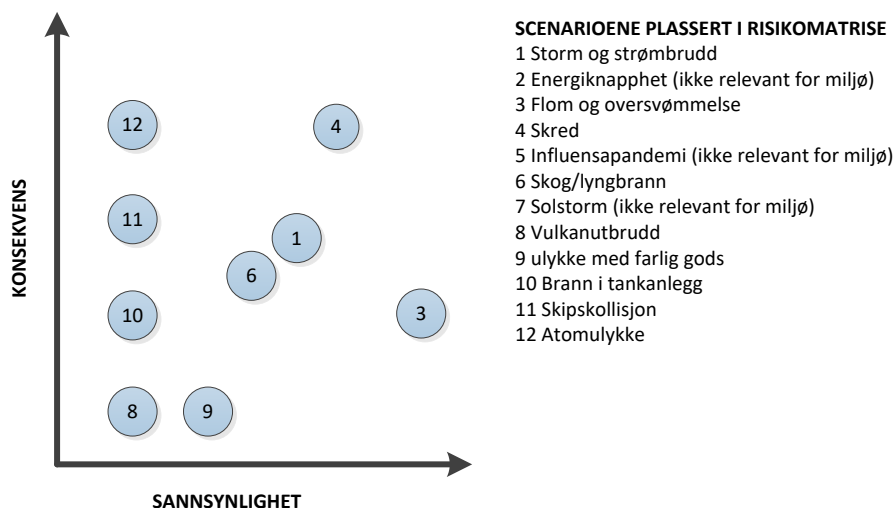 SCENARIOENE PLASSERT I RISIKOMATRISE
1 Storm og strømbrudd
2 Energiknapphet (ikke relevant for miljø)
3 Flom og oversvømmelse
4 Skred
5 Influensapandemi (ikke relevant for miljø)
6 Skog/lyngbrann
7 Solstorm (ikke relevant for miljø)
8 Vulkanutbrudd
9 ulykke med farlig gods
10 Brann i tankanlegg
11 Skipskollisjon
12 Atomulykke
KONSEKVENS
12
4
11
1
6
10
3
8
9
SANNSYNLIGHET